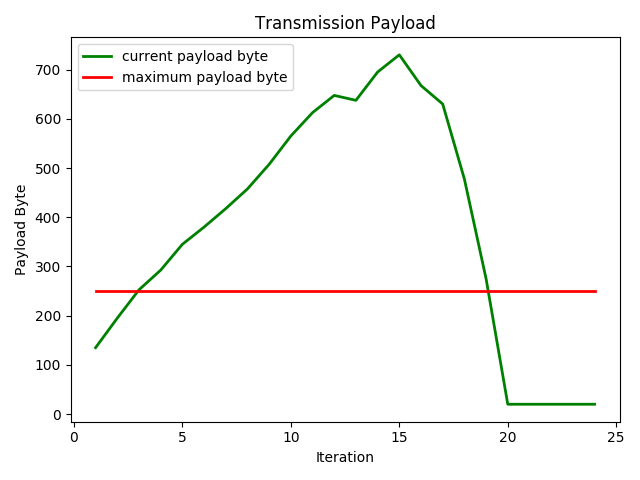 Transmission Payload
current payload byte
maximum payload byte
700
600
500
400
300
200
100
0
Payload Byte
0 5 10 15 20 25
Iteration